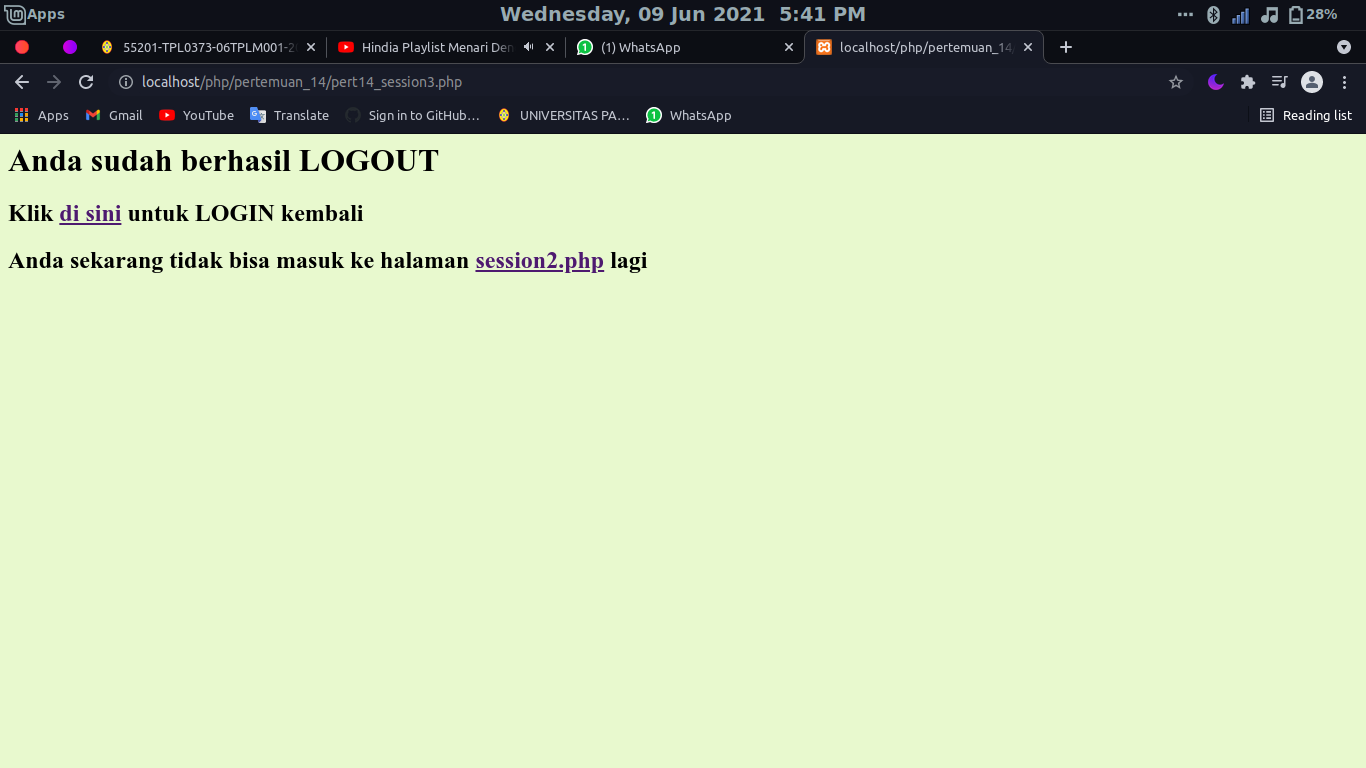 Apps
Wednesday, 09 Jun 2021 5:41 PM
28%
55201-TPL0373-06TPLM001-2
Hindia Playlist Menari Den
(1) WhatsApp
localhost/php/pertemuan_14/
localhost/php/pertemuan_14/pert14_session3.php
Apps
Gmail
YouTube
Translate
Sign in to GitHub…
UNIVERSITAS PA…
WhatsApp
Reading list
Anda sudah berhasil LOGOUT
Klik di sini untuk LOGIN kembali
Anda sekarang tidak bisa masuk ke halaman session2.php lagi